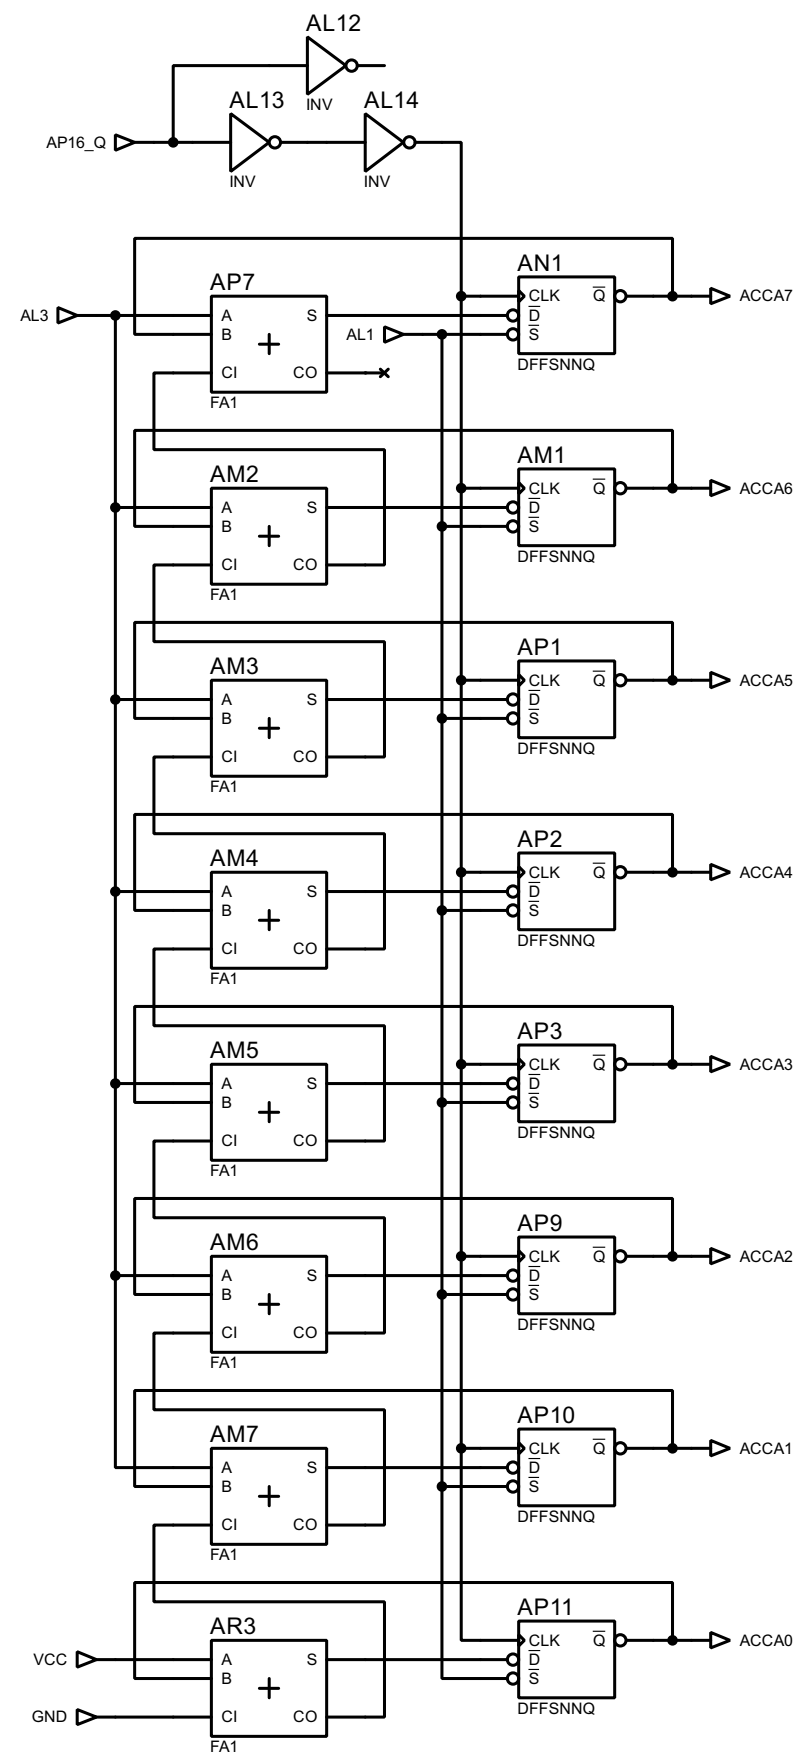 AL12
INV
AL13
AL14
AP16_Q
INV
INV
AP7
AN1
AL3
A
B
CI
S
CO
+
FA1
AL1
CLK
D̅
S̅
Q̅
DFFSNNQ
ACCA7
AM2
AM1
A
B
CI
S
CO
+
FA1
CLK
D̅
S̅
Q̅
DFFSNNQ
ACCA6
AM3
AP1
A
B
CI
S
CO
+
FA1
CLK
D̅
S̅
Q̅
DFFSNNQ
ACCA5
AM4
AP2
A
B
CI
S
CO
+
FA1
CLK
D̅
S̅
Q̅
DFFSNNQ
ACCA4
AM5
AP3
A
B
CI
S
CO
+
FA1
CLK
D̅
S̅
Q̅
DFFSNNQ
ACCA3
AM6
AP9
A
B
CI
S
CO
+
FA1
CLK
D̅
S̅
Q̅
DFFSNNQ
ACCA2
AM7
AP10
A
B
CI
S
CO
+
FA1
CLK
D̅
S̅
Q̅
DFFSNNQ
ACCA1
AR3
AP11
VCC
GND
A
B
CI
S
CO
+
FA1
CLK
D̅
S̅
Q̅
DFFSNNQ
ACCA0